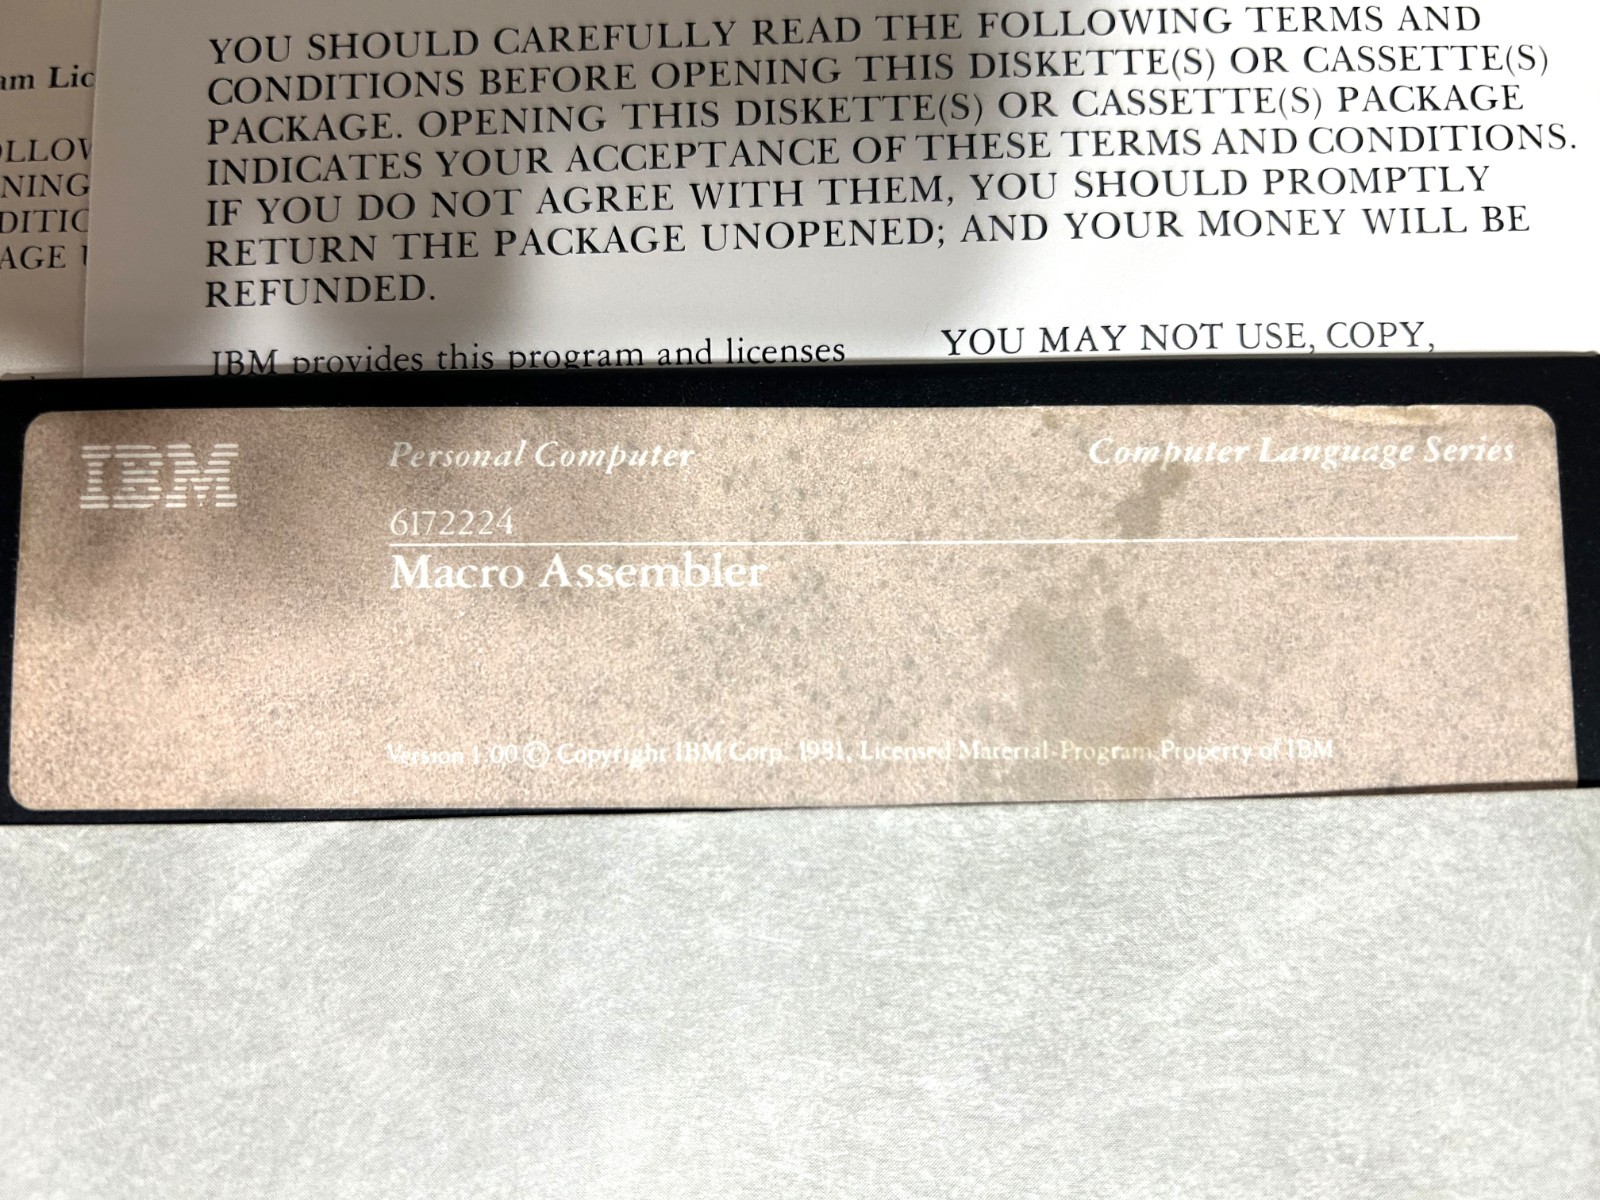 YOU SHOULD CAREFULLY READ THE FOLLOWING TERMS AND
CONDITIONS BEFORE OPENING THIS DISKETTE(S) OR CASSETTE(S)
PACKAGE. OPENING THIS DISKETTE(S) OR CASSETTE(S) PACKAGE
INDICATES YOUR ACCEPTANCE OF THESE TERMS AND CONDITIONS.
IF YOU DO NOT AGREE WITH THEM, YOU SHOULD PROMPTLY
RETURN THE PACKAGE UNOPENED; AND YOUR MONEY WILL BE
REFUNDED.
IBM provides this program and licenses
YOU MAY NOT USE, COPY,
am Lic
OLLOW
NING
DITIC
AGE
IBM
Personal Computer
Computer Language Series
6172224
Macro Assembler
Version 1.00 © Copyright IBM Corp. 1981, Licensed Material-Program Property of IBM